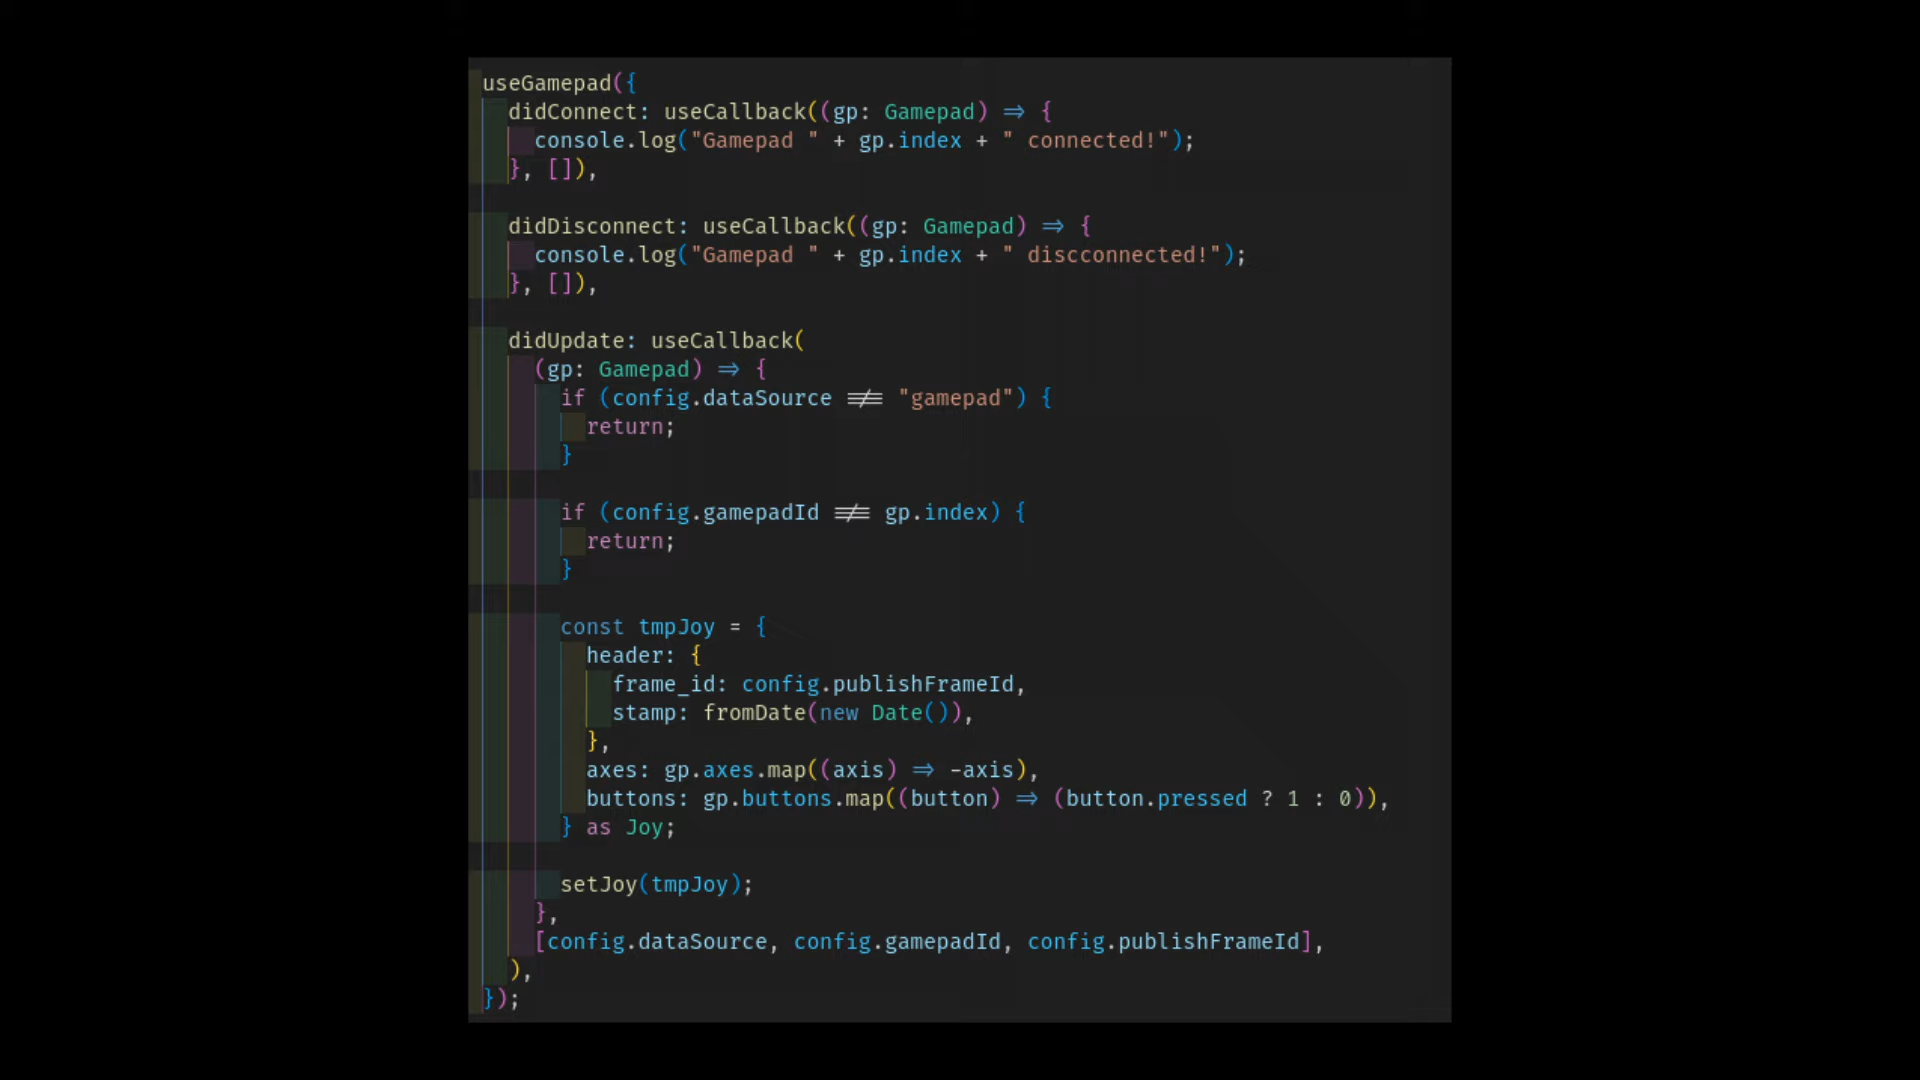 useGamepad({
didConnect: useCallback((gp: Gamepad) => {
console.log("Gamepad " + gp.index + " connected!");
}, []),
didDisconnect: useCallback((gp: Gamepad) => {
console.log("Gamepad " + gp.index + " discconnected!");
}, []),
didUpdate: useCallback(
(gp: Gamepad) => {
if (config.dataSource !== "gamepad") {
return;
}
if (config.gamepadId !== gp.index) {
return;
}
const tmpJoy = {
header: {
frame_id: config.publishFrameId,
stamp: fromDate(new Date()),
},
axes: gp.axes.map((axis) => -axis),
buttons: gp.buttons.map((button) => (button.pressed ? 1 : 0)),
} as Joy;
setJoy(tmpJoy);
},
[config.dataSource, config.gamepadId, config.publishFrameId],
),
});